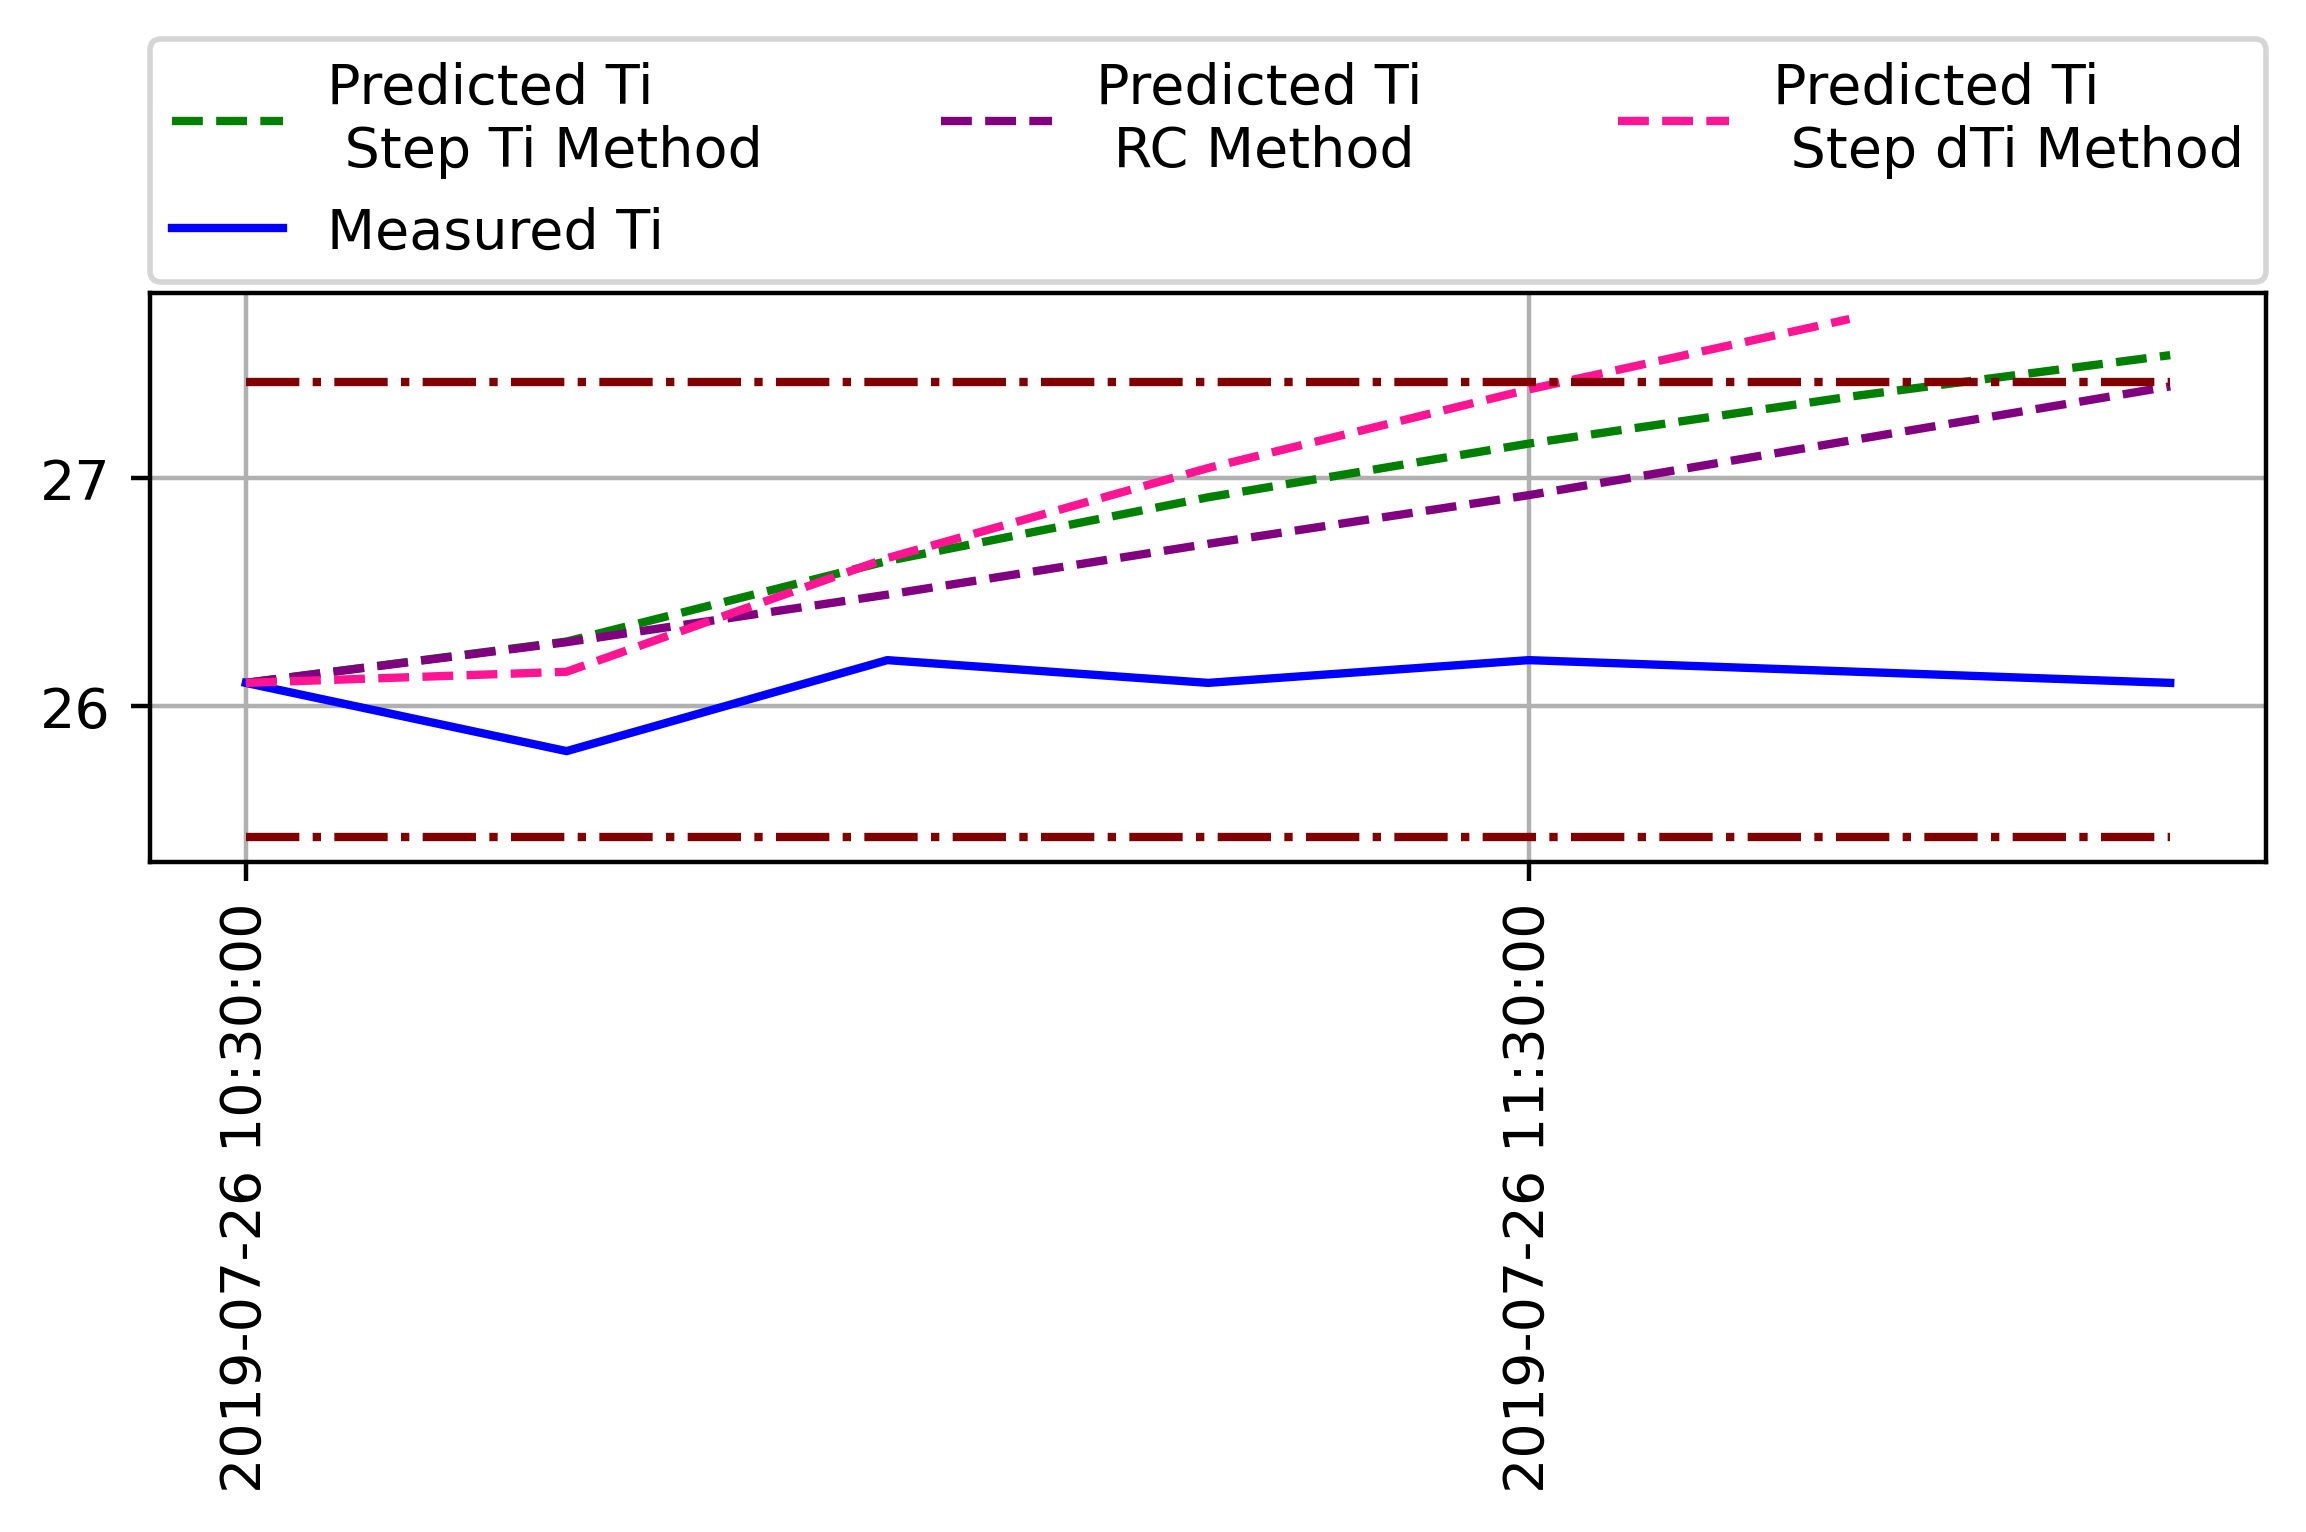 Predicted Ti
Step Ti Method
Predicted Ti
RC Method
Predicted Ti
Step dTi Method
Measured Ti
27
26
2019-07-26 10:30:00
2019-07-26 11:30:00